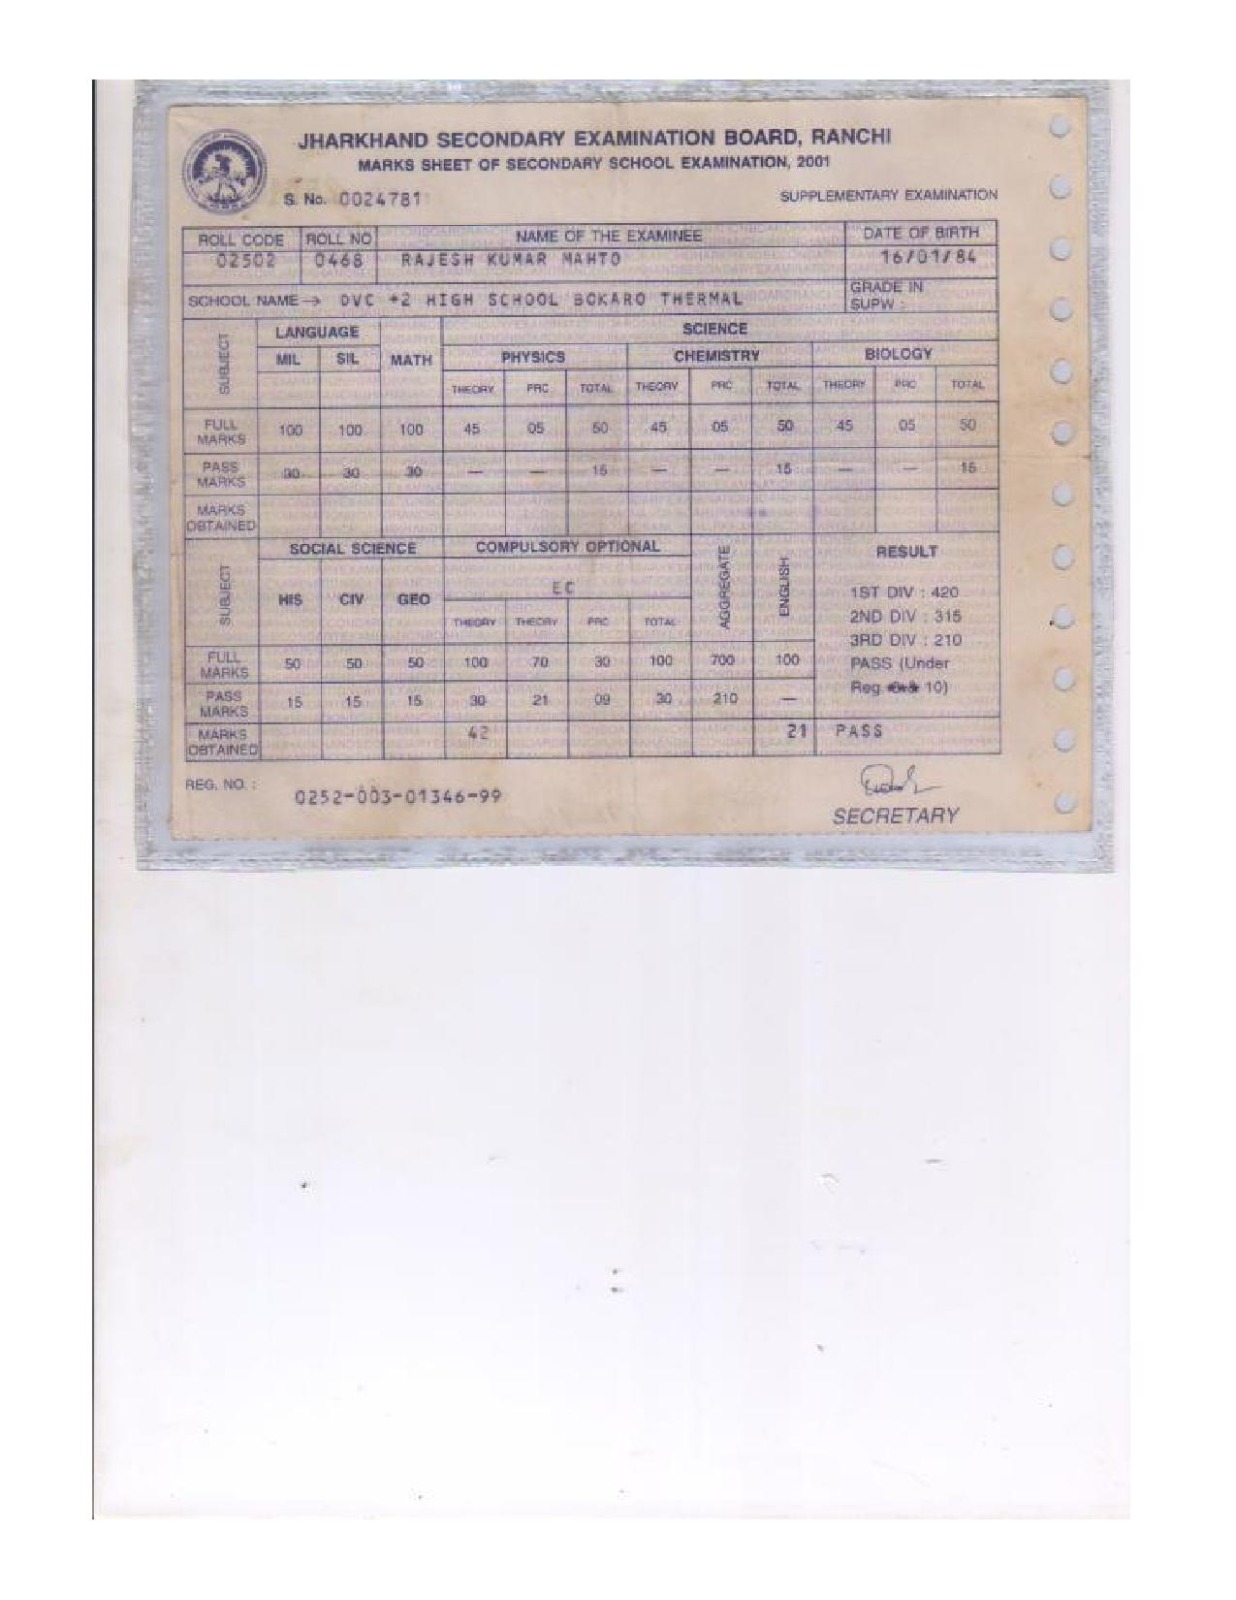 JHARKHAND SECONDARY EXAMINATION BOARD, RANCHI
MARKS SHEET OF SECONDARY SCHOOL EXAMINATION, 2001
S. No. 0024781
SUPPLEMENTARY EXAMINATION
ROLL CODE ROLL NO NAME OF THE EXAMINEE DATE OF BIRTH
02502 0468 RAJESH KUMAR MAHTO 16/01/84
SCHOOL NAME → DVC +2 HIGH SCHOOL BOKARO THERMAL GRADE IN SUPW :
SUBJECT LANGUAGE MATH SCIENCE
MIL SIL PHYSICS CHEMISTRY BIOLOGY
THEORY PRC TOTAL THEORY PRC TOTAL THEORY PRC TOTAL
FULL MARKS 100 100 100 45 05 50 45 05 50 45 05 50
PASS MARKS 30 30 30 — — 15 — — 15 — — 15
MARKS OBTAINED
SUBJECT SOCIAL SCIENCE COMPULSORY OPTIONAL AGGREGATE ENGLISH RESULT
HIS CIV GEO EC
THEORY THEORY PRC TOTAL
1ST DIV : 420
2ND DIV : 315
3RD DIV : 210
FULL MARKS 50 50 50 100 70 30 100 700 100 PASS (Under
PASS MARKS 15 15 15 30 21 09 30 210 — Reg 10)
MARKS OBTAINED 42 21 PASS
REG. NO. : 0252-003-01346-99
SECRETARY